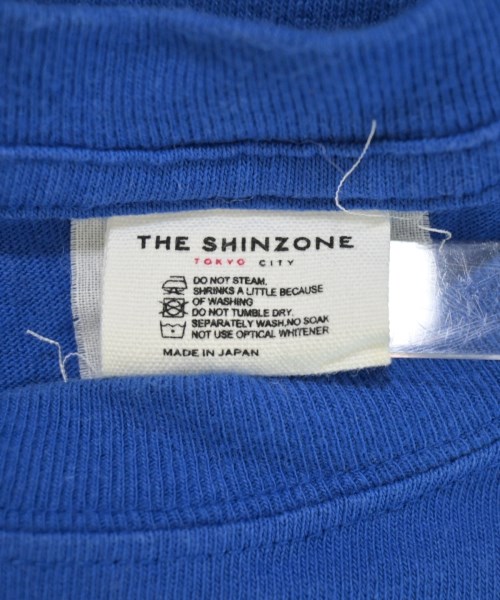 THE SHINZONE
TOKYO CITY
DO NOT STEAM.
SHRINKS A LITTLE BECAUSE
OF WASHING
DO NOT TUMBLE DRY.
SEPARATELY WASH, NO SOAK
NOT USE OPTICAL WHITENER
MADE IN JAPAN